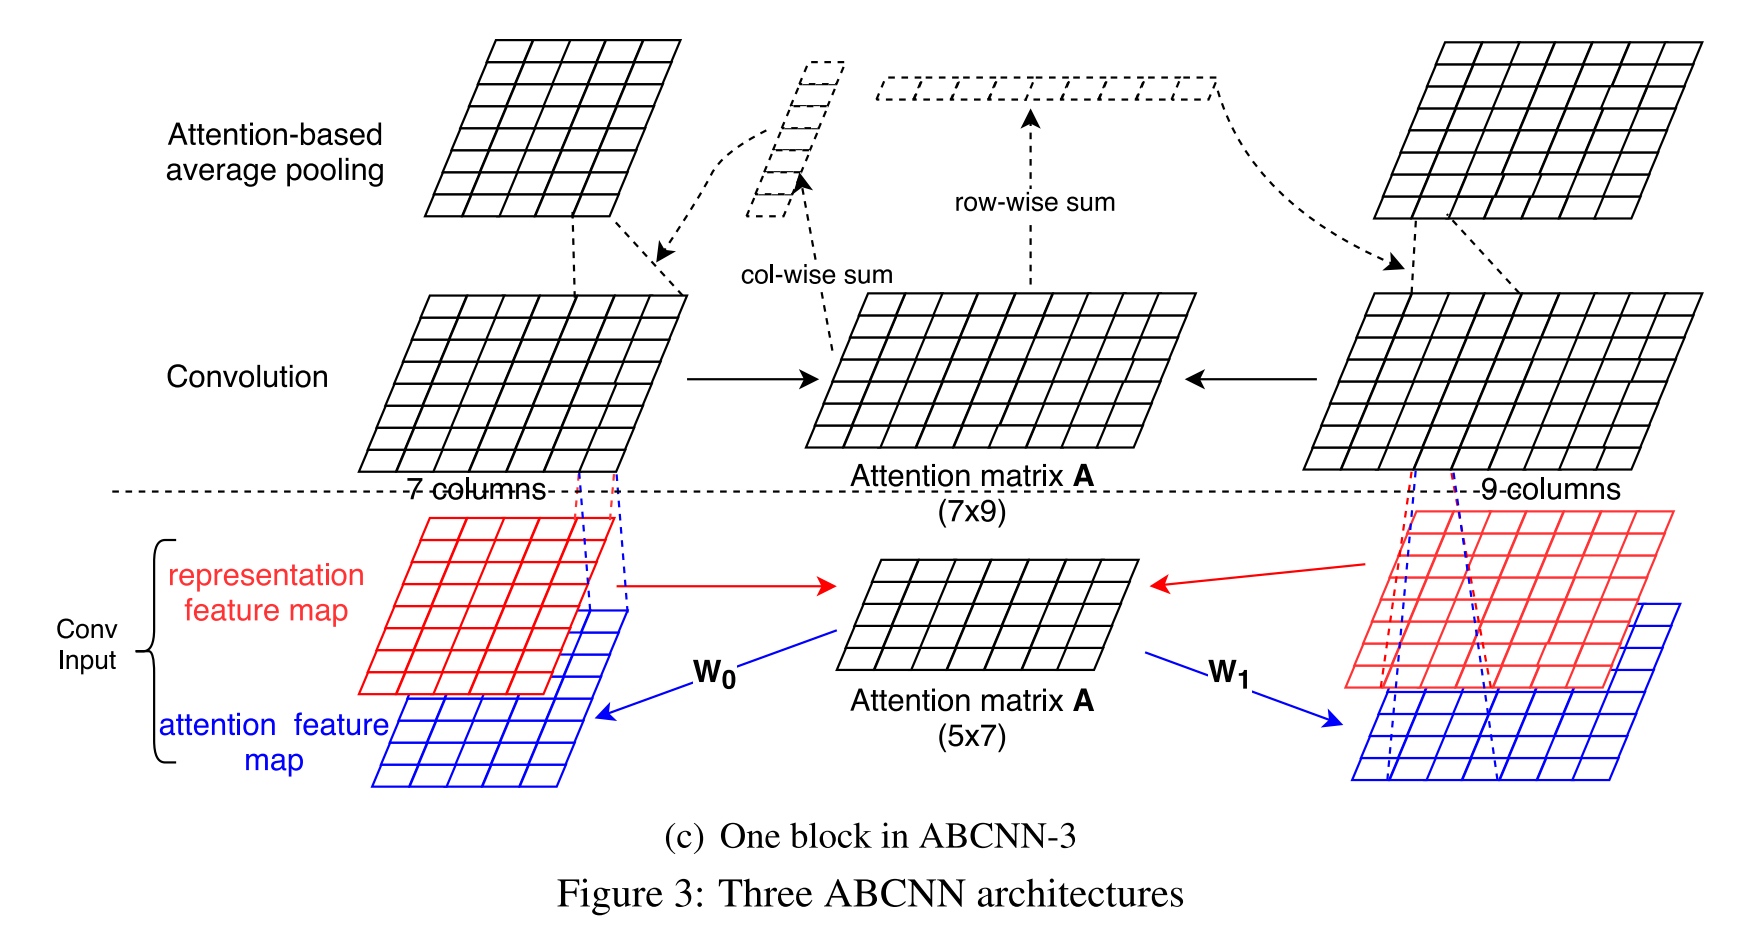 Attention-based
average pooling
row-wise sum
col-wise sum
Convolution
7 columns
Attention matrix A
(7x9)
9 columns
representation
feature map
Conv
Input
W0
W1
attention feature
map
Attention matrix A
(5x7)
(c) One block in ABCNN-3
Figure 3: Three ABCNN architectures